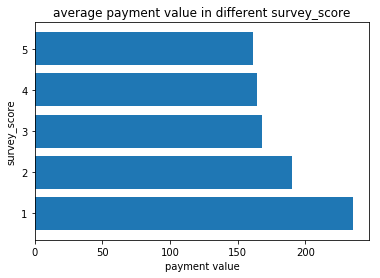 average payment value in different survey_score
5
4
3
2
1
survey_score
0 50 100 150 200
payment value